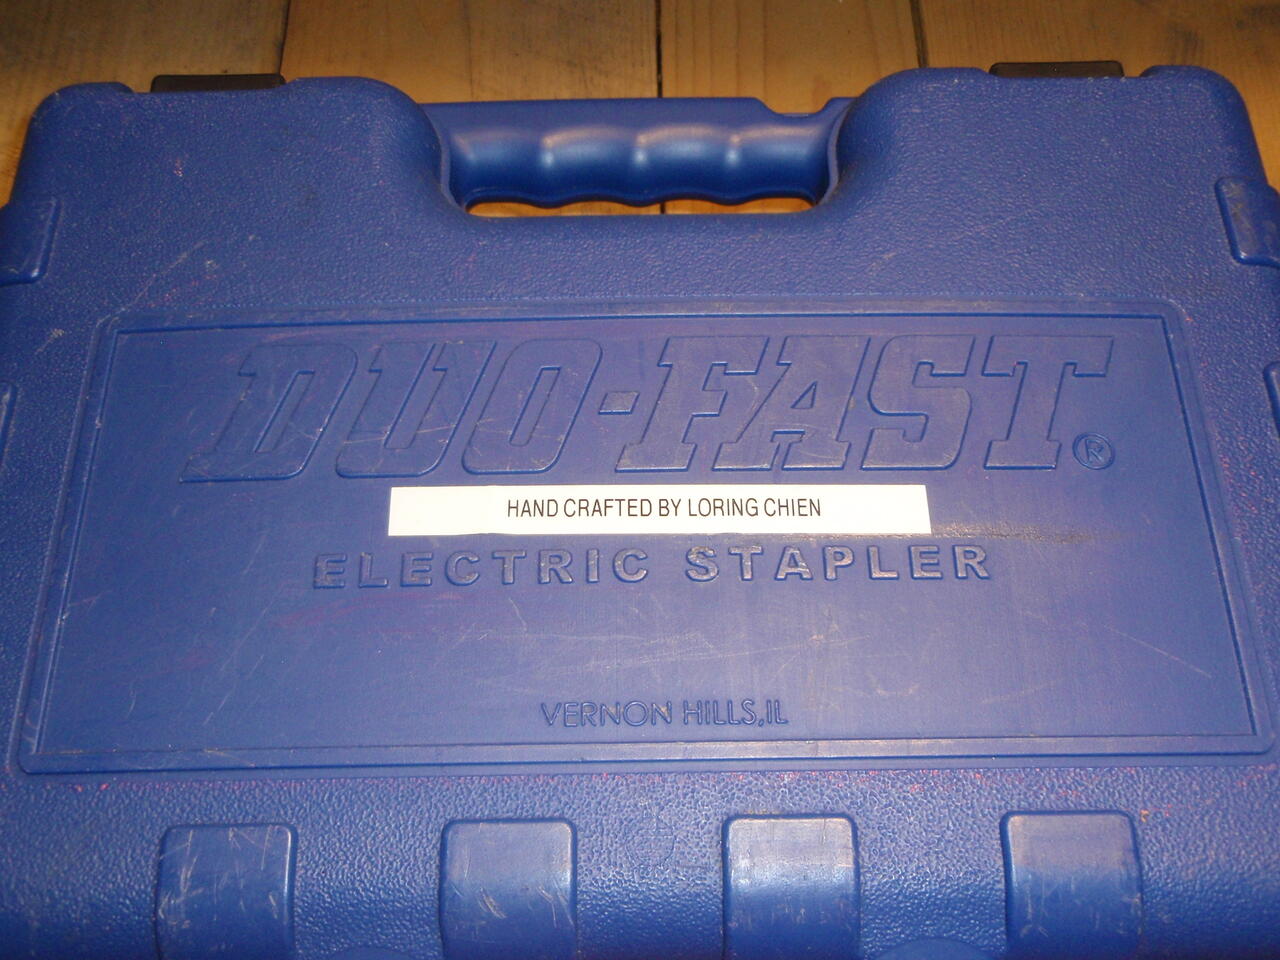 DUO-FAST®
HAND CRAFTED BY LORING CHIEN
ELECTRIC STAPLER
VERNON HILLS, IL